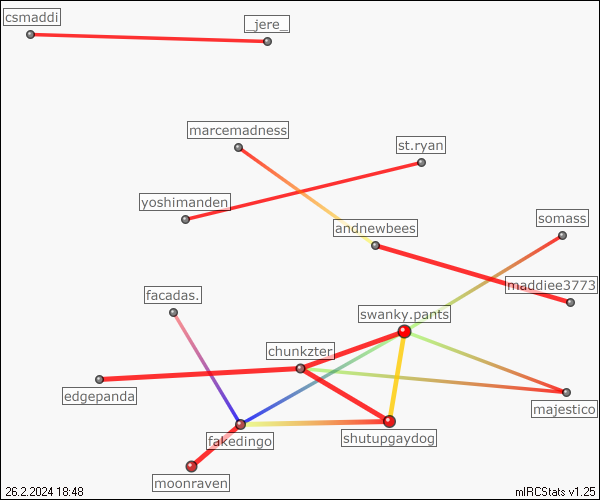 csmaddi
_jere_
marcemadness
st.ryan
yoshimanden
somass
andnewbees
maddiee3773
facadas.
swanky.pants
chunkzter
edgepanda
majestico
fakedingo
shutupgaydog
moonraven
26.2.2024 18:48
mIRCStats v1.25